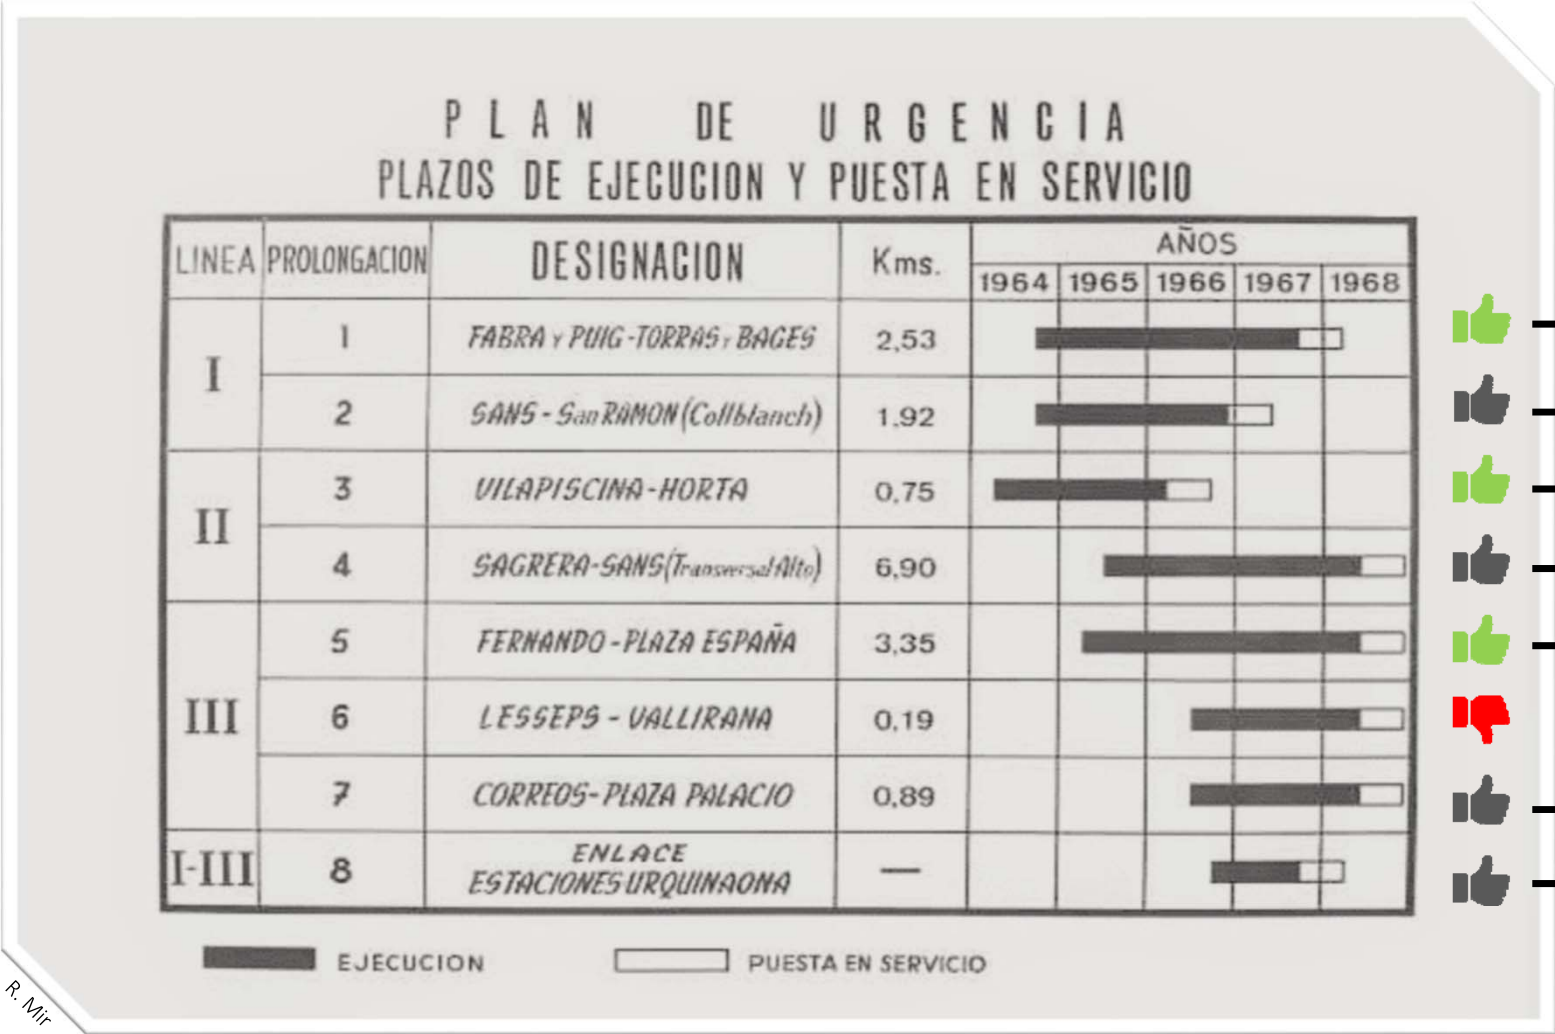 PLAN DE URGENCIA
PLAZOS DE EJECUCION Y PUESTA EN SERVICIO
LINEA PROLONGACION DESIGNACION Kms. AÑOS
1964 1965 1966 1967 1968
I
1 FABRA Y PUIG-TORRAS Y BAGES 2,53
2 SANS - San RAMON (Collblanch) 1.92
II
3 VILAPISCINA-HORTA 0,75
4 SAGRERA-SANS (Transversal Alto) 6,90
III
5 FERNANDO - PLAZA ESPAÑA 3,35
6 LESSEPS - VALLIRANA 0,19
7 CORREOS-PLAZA PALACIO 0,89
I-III
8 ENLACE
ESTACIONES URQUINAONA —
EJECUCION PUESTA EN SERVICIO
R. Mir